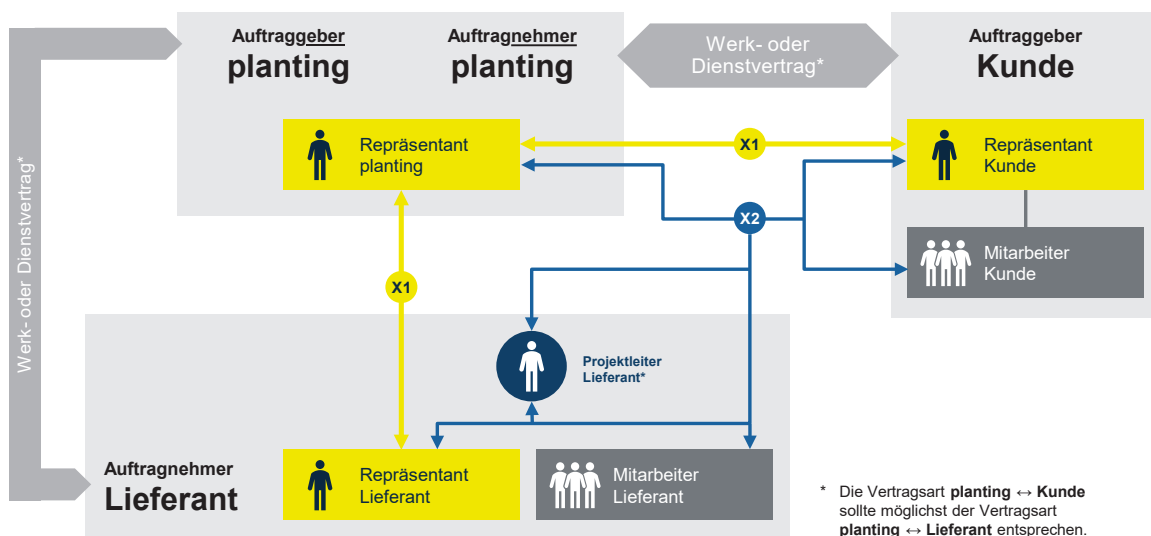 Auftraggeber
planting
Auftragnehmer
planting
Werk- oder
Dienstvertrag*
Auftraggeber
Kunde
Repräsentant
planting
X1
Repräsentant
Kunde
X2
Mitarbeiter
Kunde
Werk- oder Dienstvertrag*
X1
Projektleiter
Lieferant*
Auftragnehmer
Lieferant
Repräsentant
Lieferant
Mitarbeiter
Lieferant
* Die Vertragsart planting ↔ Kunde
sollte möglichst der Vertragsart
planting ↔ Lieferant entsprechen.